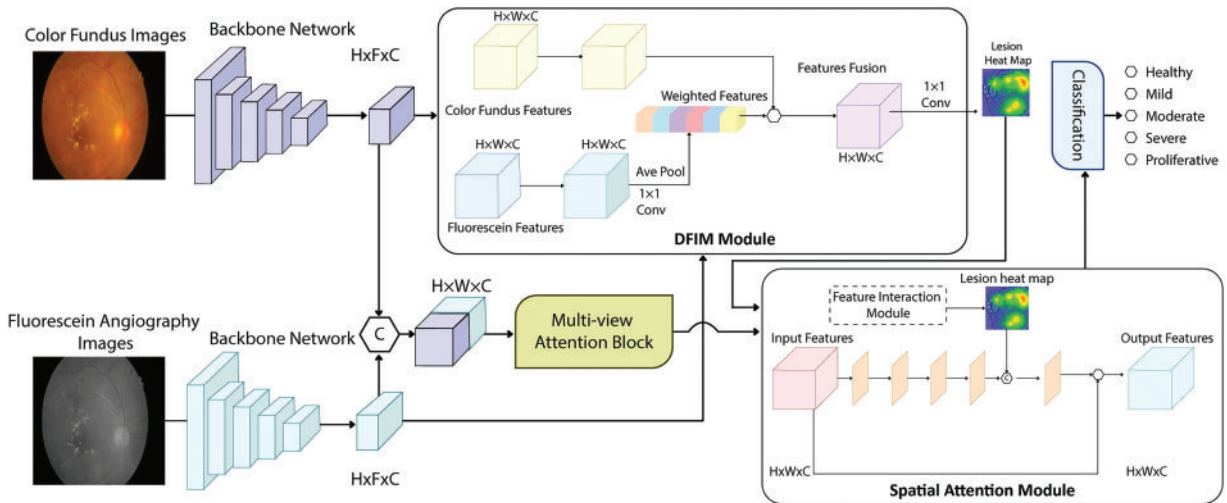 Color Fundus Images
Backbone Network
HxFxC
H×W×C
Color Fundus Features
Weighted Features
Features Fusion
1×1
Conv
H×W×C
H×W×C
H×W×C
Ave Pool
1×1
Conv
Fluorescein Features
DFIM Module
Lesion
Heat Map
Classification
Healthy
Mild
Moderate
Severe
Proliferative
Fluorescein Angiography
Images
Backbone Network
HxFxC
C
H×W×C
Multi-view
Attention Block
Lesion heat map
Feature Interaction
Module
Input Features
C
Output Features
HxWxC
HxWxC
Spatial Attention Module